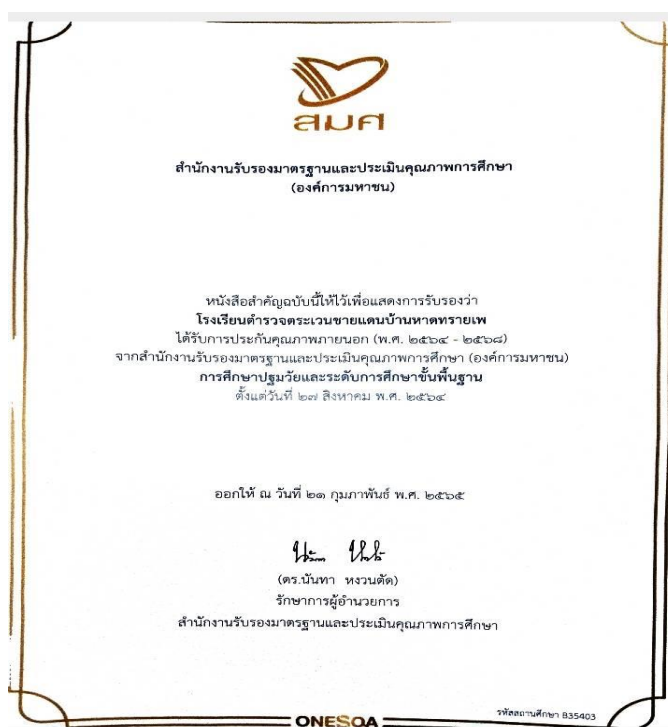 สมศ
สำนักงานรับรองมาตรฐานและประเมินคุณภาพการศึกษา
(องค์การมหาชน)
หนังสือสำคัญฉบับนี้ให้ไว้เพื่อแสดงการรับรองว่า
โรงเรียนตำรวจตระเวนชายแดนบ้านหาดทรายเพ
ได้รับการประกันคุณภาพภายนอก (พ.ศ. ๒๕๖๔ - ๒๕๖๘)
จากสำนักงานรับรองมาตรฐานและประเมินคุณภาพการศึกษา (องค์การมหาชน)
การศึกษาปฐมวัยและระดับการศึกษาขั้นพื้นฐาน
ตั้งแต่วันที่ ๒๗ สิงหาคม พ.ศ. ๒๕๖๔
ออกให้ ณ วันที่ ๒๑ กุมภาพันธ์ พ.ศ. ๒๕๖๕
(ดร.นันทา หงวนตัด)
รักษาการผู้อำนวยการ
สำนักงานรับรองมาตรฐานและประเมินคุณภาพการศึกษา
รหัสสถานศึกษา B35403
ONESQA